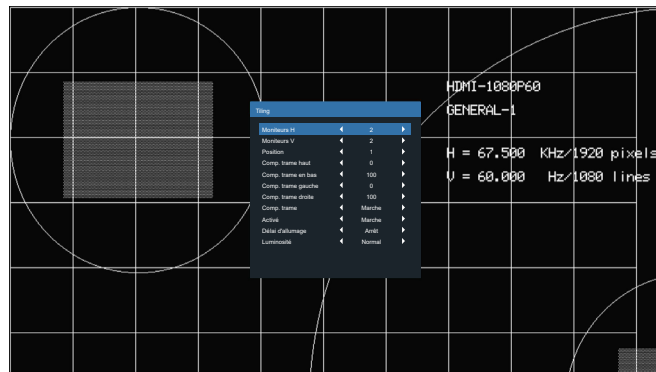 HDMI-1080P60
GENERAL-1
H = 67.500 KHz/1920 pixels
V = 60.000 Hz/1080 lines
Tiling
Moniteurs H 2
Moniteurs V 2
Position 1
Comp. trame haut 0
Comp. trame en bas 100
Comp. trame gauche 0
Comp. trame droite 100
Comp. trame Marche
Activé Marche
Délai d'allumage Arrêt
Luminosité Normal